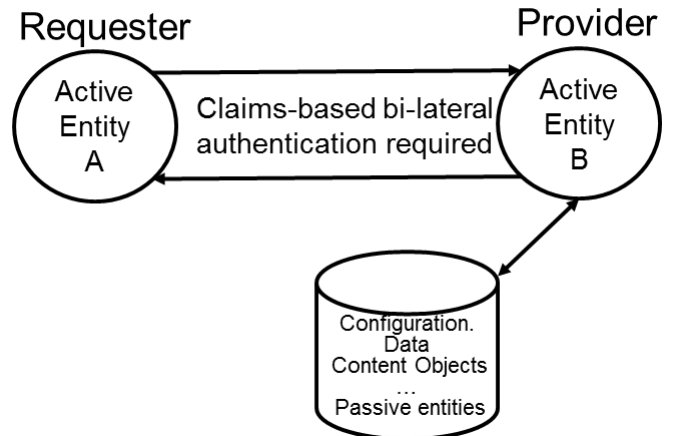 Requester
Provider
Active
Entity
A
Claims-based bi-lateral
authentication required
Active
Entity
B
Configuration.
Data
Content Objects
...
Passive entities